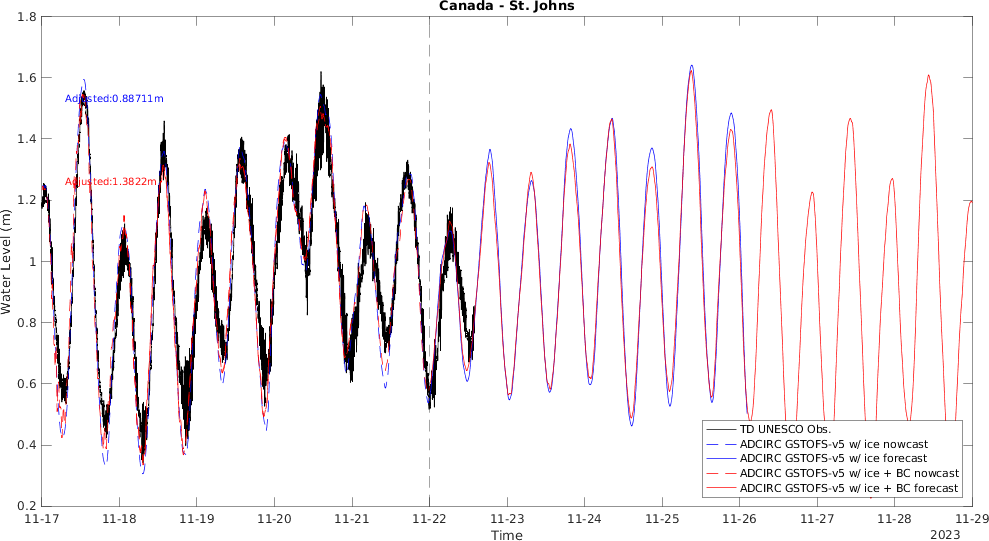 Canada - St. Johns
1.8
1.6
1.4
1.2
1
0.8
0.6
0.4
0.2
Water Level (m)
Adjusted:0.88711m
Adjusted:1.3822m
TD UNESCO Obs.
ADCIRC GSTOFS-v5 w/ ice nowcast
ADCIRC GSTOFS-v5 w/ ice forecast
ADCIRC GSTOFS-v5 w/ ice + BC nowcast
ADCIRC GSTOFS-v5 w/ ice + BC forecast
11-17 11-18 11-19 11-20 11-21 11-22 11-23 11-24 11-25 11-26 11-27 11-28 11-29
Time
2023